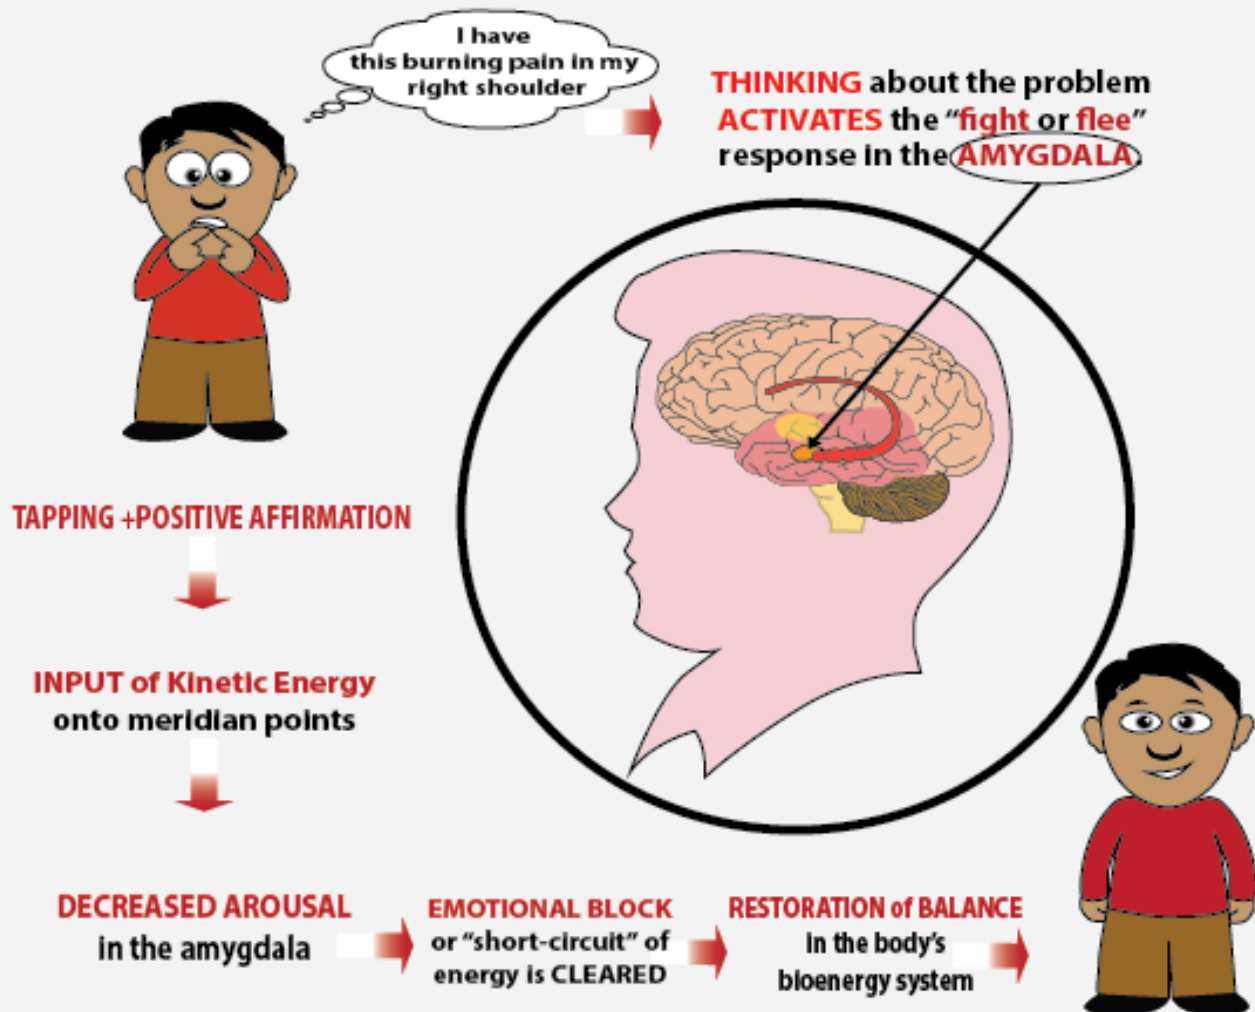 I have
this burning pain in my
right shoulder
THINKING about the problem
ACTIVATES the “fight or flee”
response in the AMYGDALA.
TAPPING +POSITIVE AFFIRMATION
INPUT of Kinetic Energy
onto meridian points
DECREASED AROUSAL
in the amygdala
EMOTIONAL BLOCK
or “short-circuit” of
energy is CLEARED
RESTORATION of BALANCE
in the body’s
bioenergy system